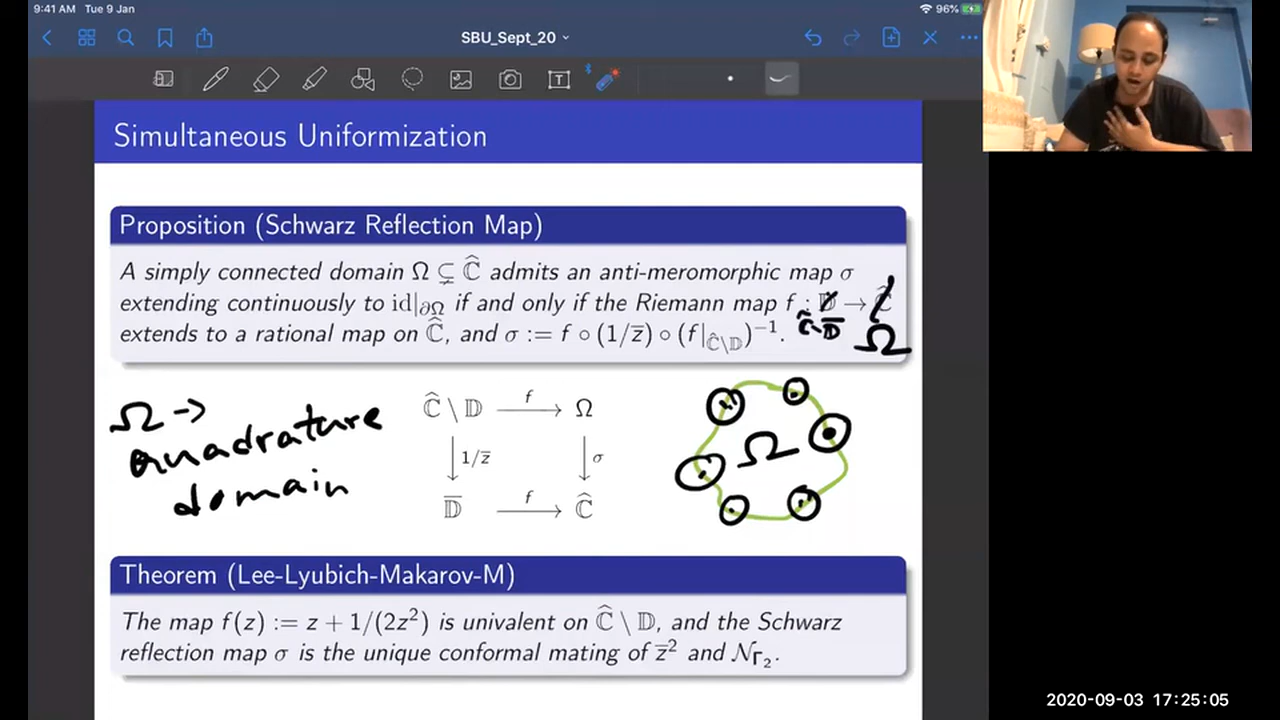 9:41 AM Tue 9 Jan
96%
SBU_Sept_20
T
Simultaneous Uniformization
Proposition (Schwarz Reflection Map)
A simply connected domain Ω ⊊ Ĉ admits an anti-meromorphic map σ
extending continuously to id|∂Ω if and only if the Riemann map f : 𝔻 → Ĉ
extends to a rational map on Ĉ, and σ := f ∘ (1/z̄) ∘ (f|Ĉ\𝔻)⁻¹.
Ĉ\𝔻̄ Ω
Ω →
quadrature
domain
Ĉ \ 𝔻 f Ω
1/z̄ σ
𝔻̄ f Ĉ
Ω
Theorem (Lee-Lyubich-Makarov-M)
The map f(z) := z + 1/(2z²) is univalent on Ĉ \ 𝔻, and the Schwarz
reflection map σ is the unique conformal mating of z̄² and 𝒩_Γ₂.
2020-09-03 17:25:05